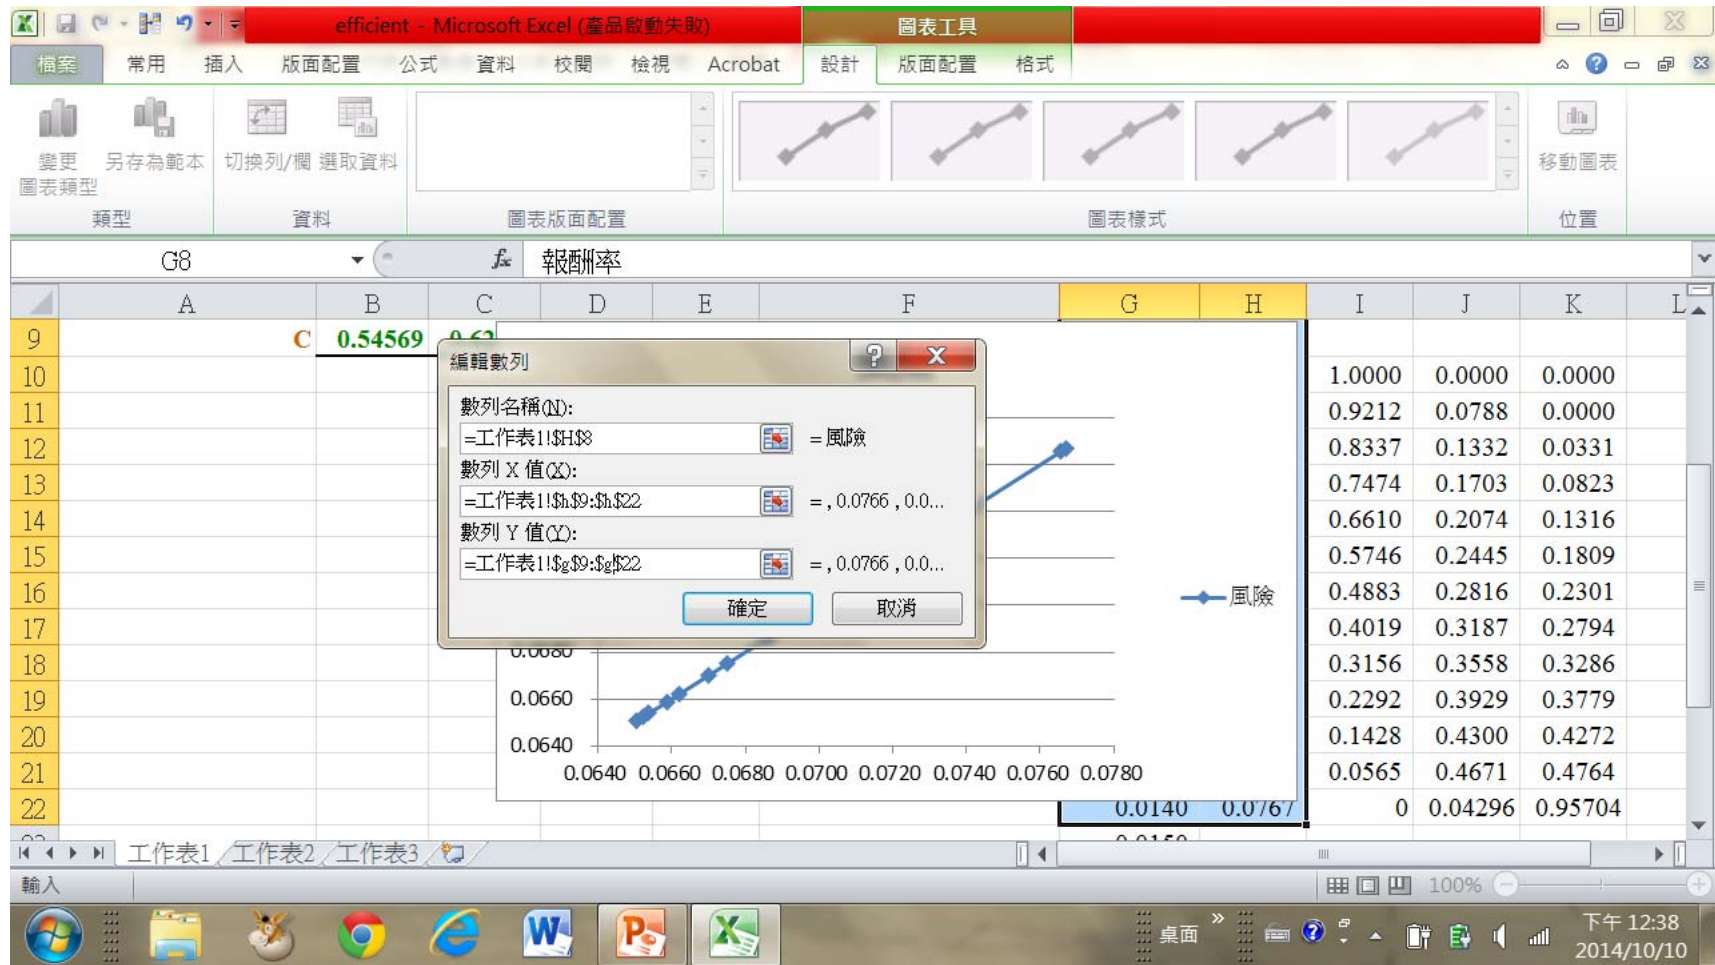 efficient - Microsoft Excel (產品啟動失敗)
圖表工具
檔案 常用 插入 版面配置 公式 資料 校閱 檢視 Acrobat 設計 版面配置 格式
變更
圖表類型
另存為範本
切換列/欄
選取資料
移動圖表
類型 資料 圖表版面配置 圖表樣式 位置
G8
fx
報酬率
A B C D E F G H I J K L
9 C 0.54569
10 1.0000 0.0000 0.0000
11 0.9212 0.0788 0.0000
12 0.8337 0.1332 0.0331
13 0.7474 0.1703 0.0823
14 0.6610 0.2074 0.1316
15 0.5746 0.2445 0.1809
16 0.4883 0.2816 0.2301
17 0.4019 0.3187 0.2794
18 0.3156 0.3558 0.3286
19 0.2292 0.3929 0.3779
20 0.1428 0.4300 0.4272
21 0.0565 0.4671 0.4764
22 0.0140 0.0767 0 0.04296 0.95704
編輯數列
數列名稱(N):
=工作表1!$H$8 = 風險
數列 X 值(X):
=工作表1!$h$9:$h$22 = , 0.0766 , 0.0...
數列 Y 值(Y):
=工作表1!$g$9:$g$22 = , 0.0766 , 0.0...
確定 取消
風險
0.0680
0.0660
0.0640
0.0640 0.0660 0.0680 0.0700 0.0720 0.0740 0.0760 0.0780
工作表1 工作表2 工作表3
輸入
100%
桌面
下午 12:38
2014/10/10